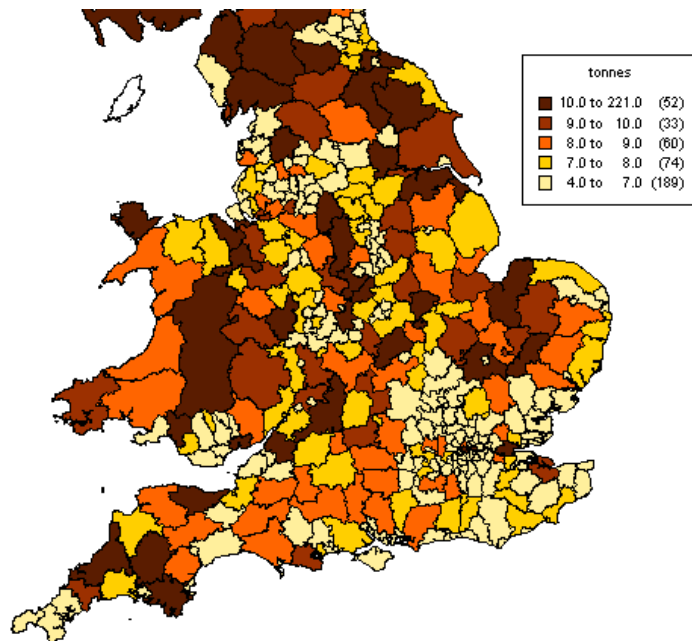 tonnes
10.0 to 221.0 (52)
9.0 to 10.0 (33)
8.0 to 9.0 (60)
7.0 to 8.0 (74)
4.0 to 7.0 (189)